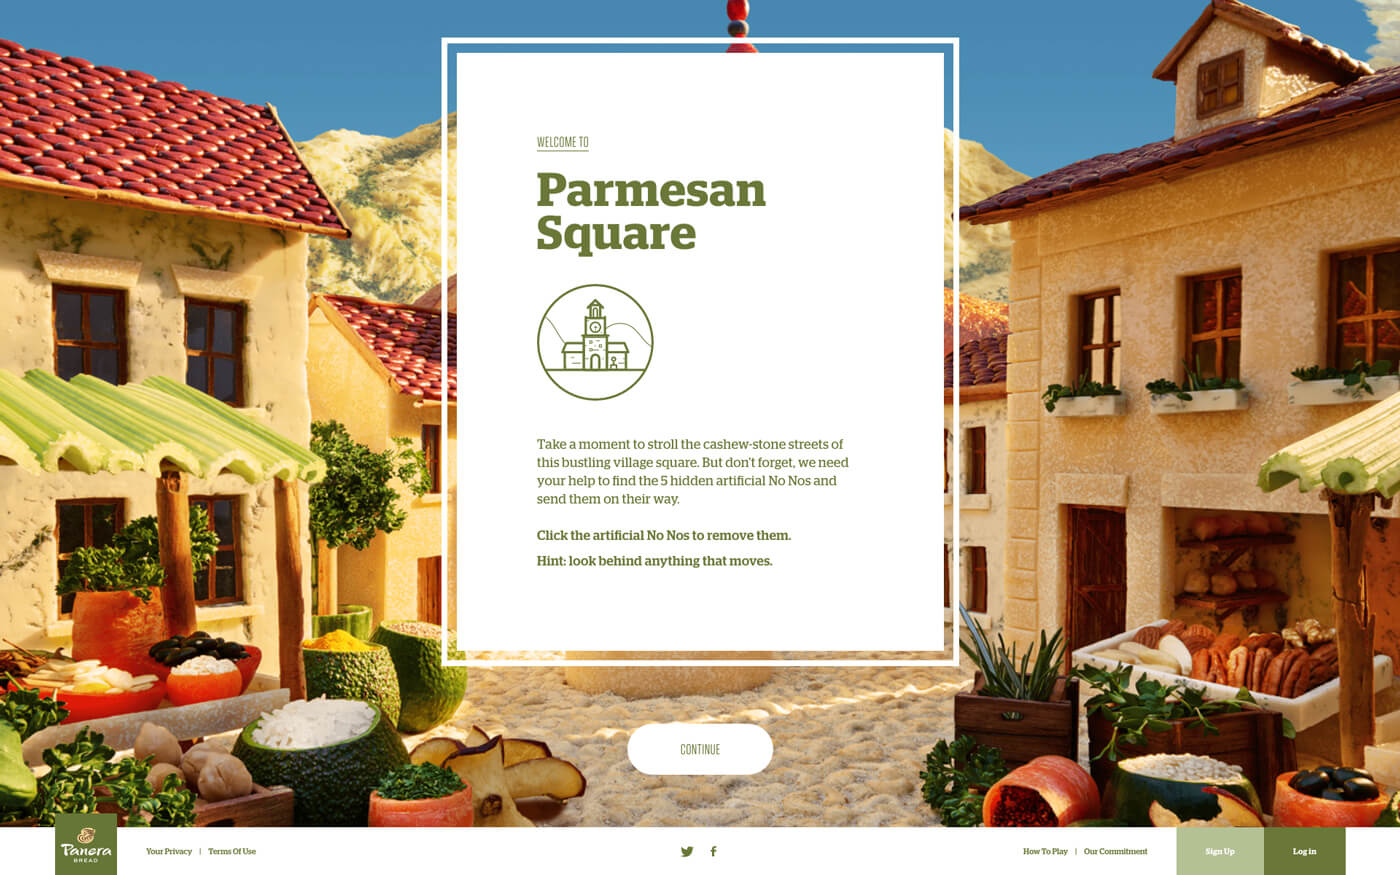 WELCOME TO
Parmesan
Square
Take a moment to stroll the cashew-stone streets of
this bustling village square. But don't forget, we need
your help to find the 5 hidden artificial No Nos and
send them on their way.
Click the artificial No Nos to remove them.
Hint: look behind anything that moves.
CONTINUE
Panera
BREAD
Your Privacy | Terms Of Use
How To Play | Our Commitment
Sign Up
Log in